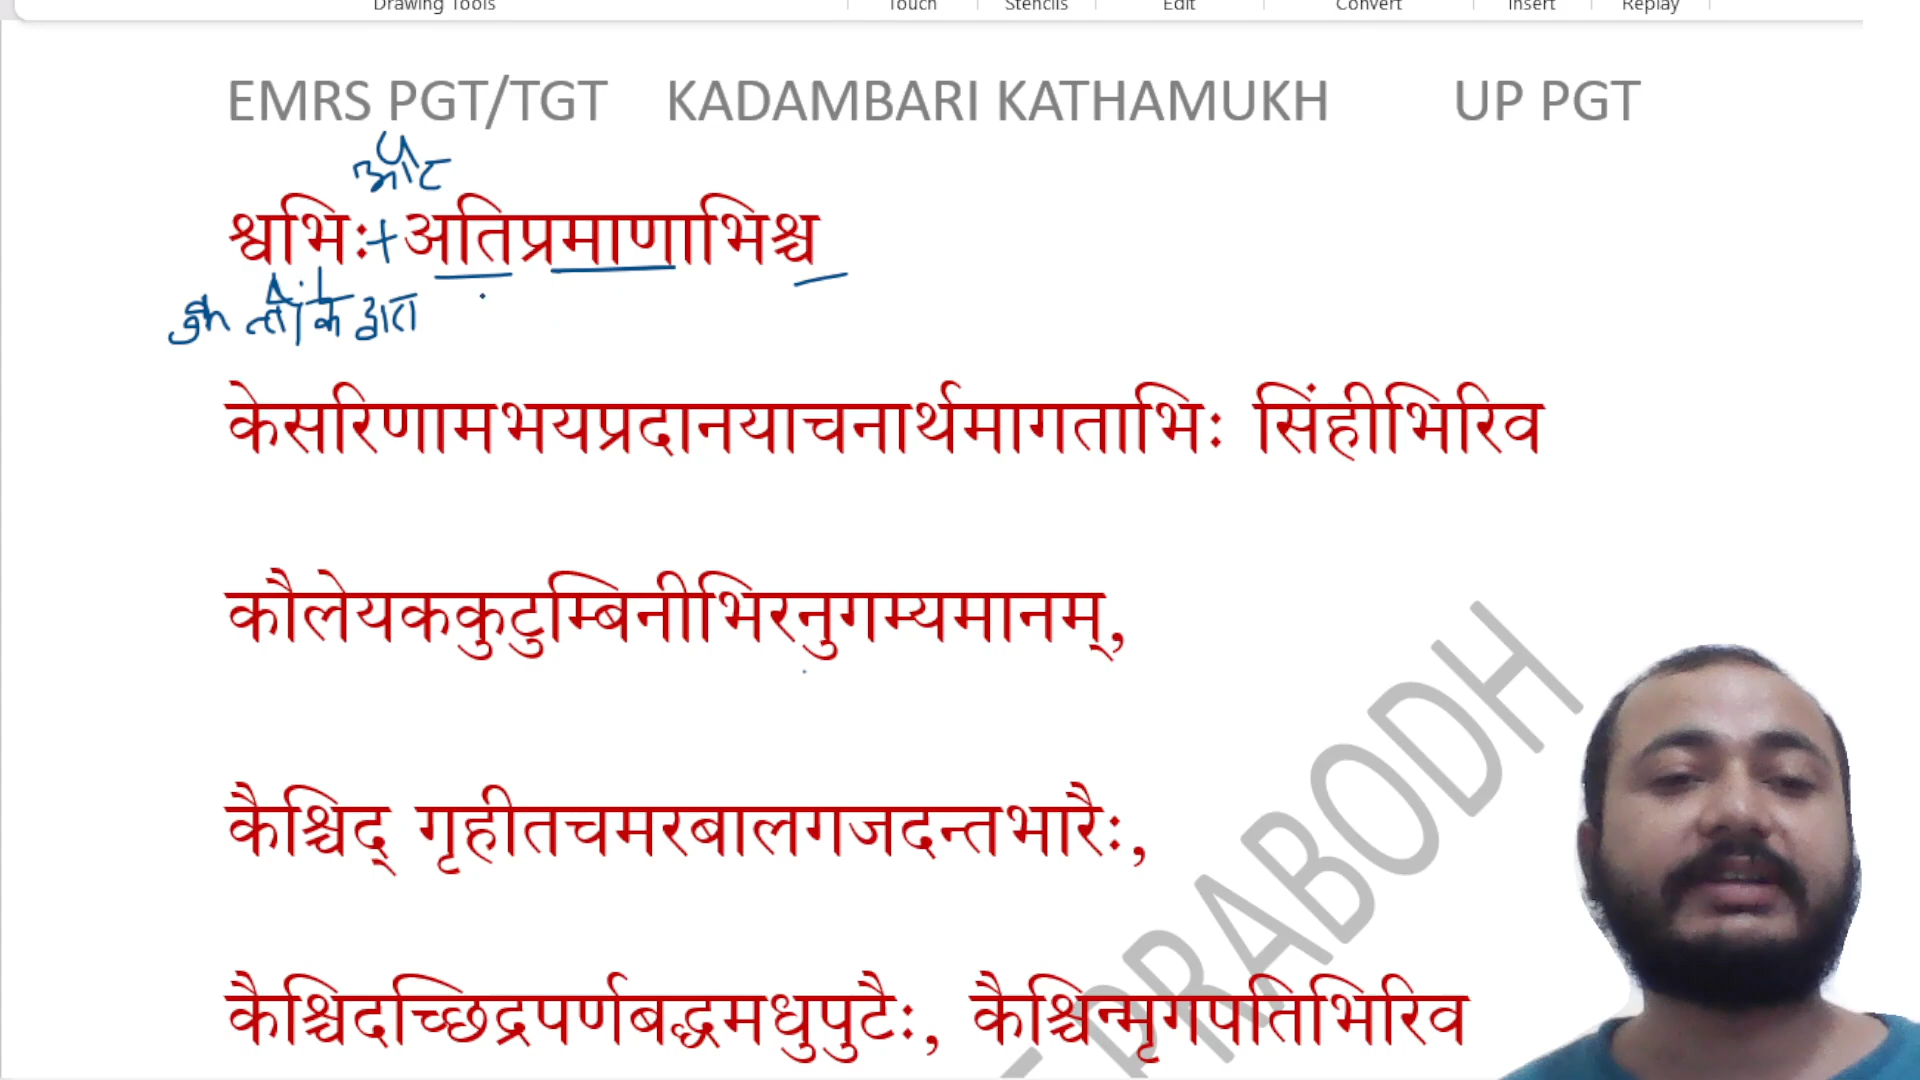 Drawing Tools Touch Stencils Edit Convert Insert Replay
EMRS PGT/TGT KADAMBARI KATHAMUKH UP PGT
और
श्वभिः+अतिप्रमाणाभिश्च
के द्वारा
केसरिणामभयप्रदानयाचनार्थमागताभिः सिंहीभिरिव
कौलेयककुटुम्बिनीभिरनुगम्यमानम्,
कैश्चिद् गृहीतचमरबालगजदन्तभारैः,
कैश्चिदच्छिद्रपर्णबद्धमधुपुटैः, कैश्चिन्मृगपतिभिरिव
PRABODH